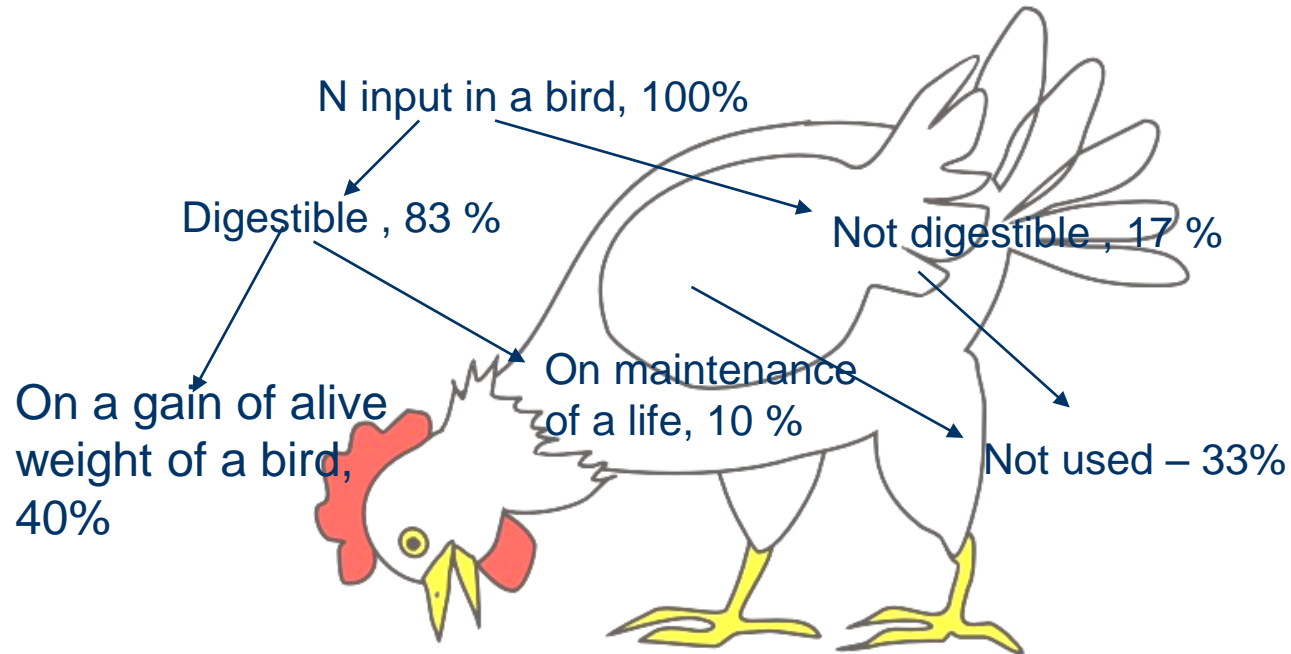 N input in a bird, 100%
Digestible , 83 %
Not digestible , 17 %
On a gain of alive
weight of a bird,
40%
On maintenance
of a life, 10 %
Not used – 33%